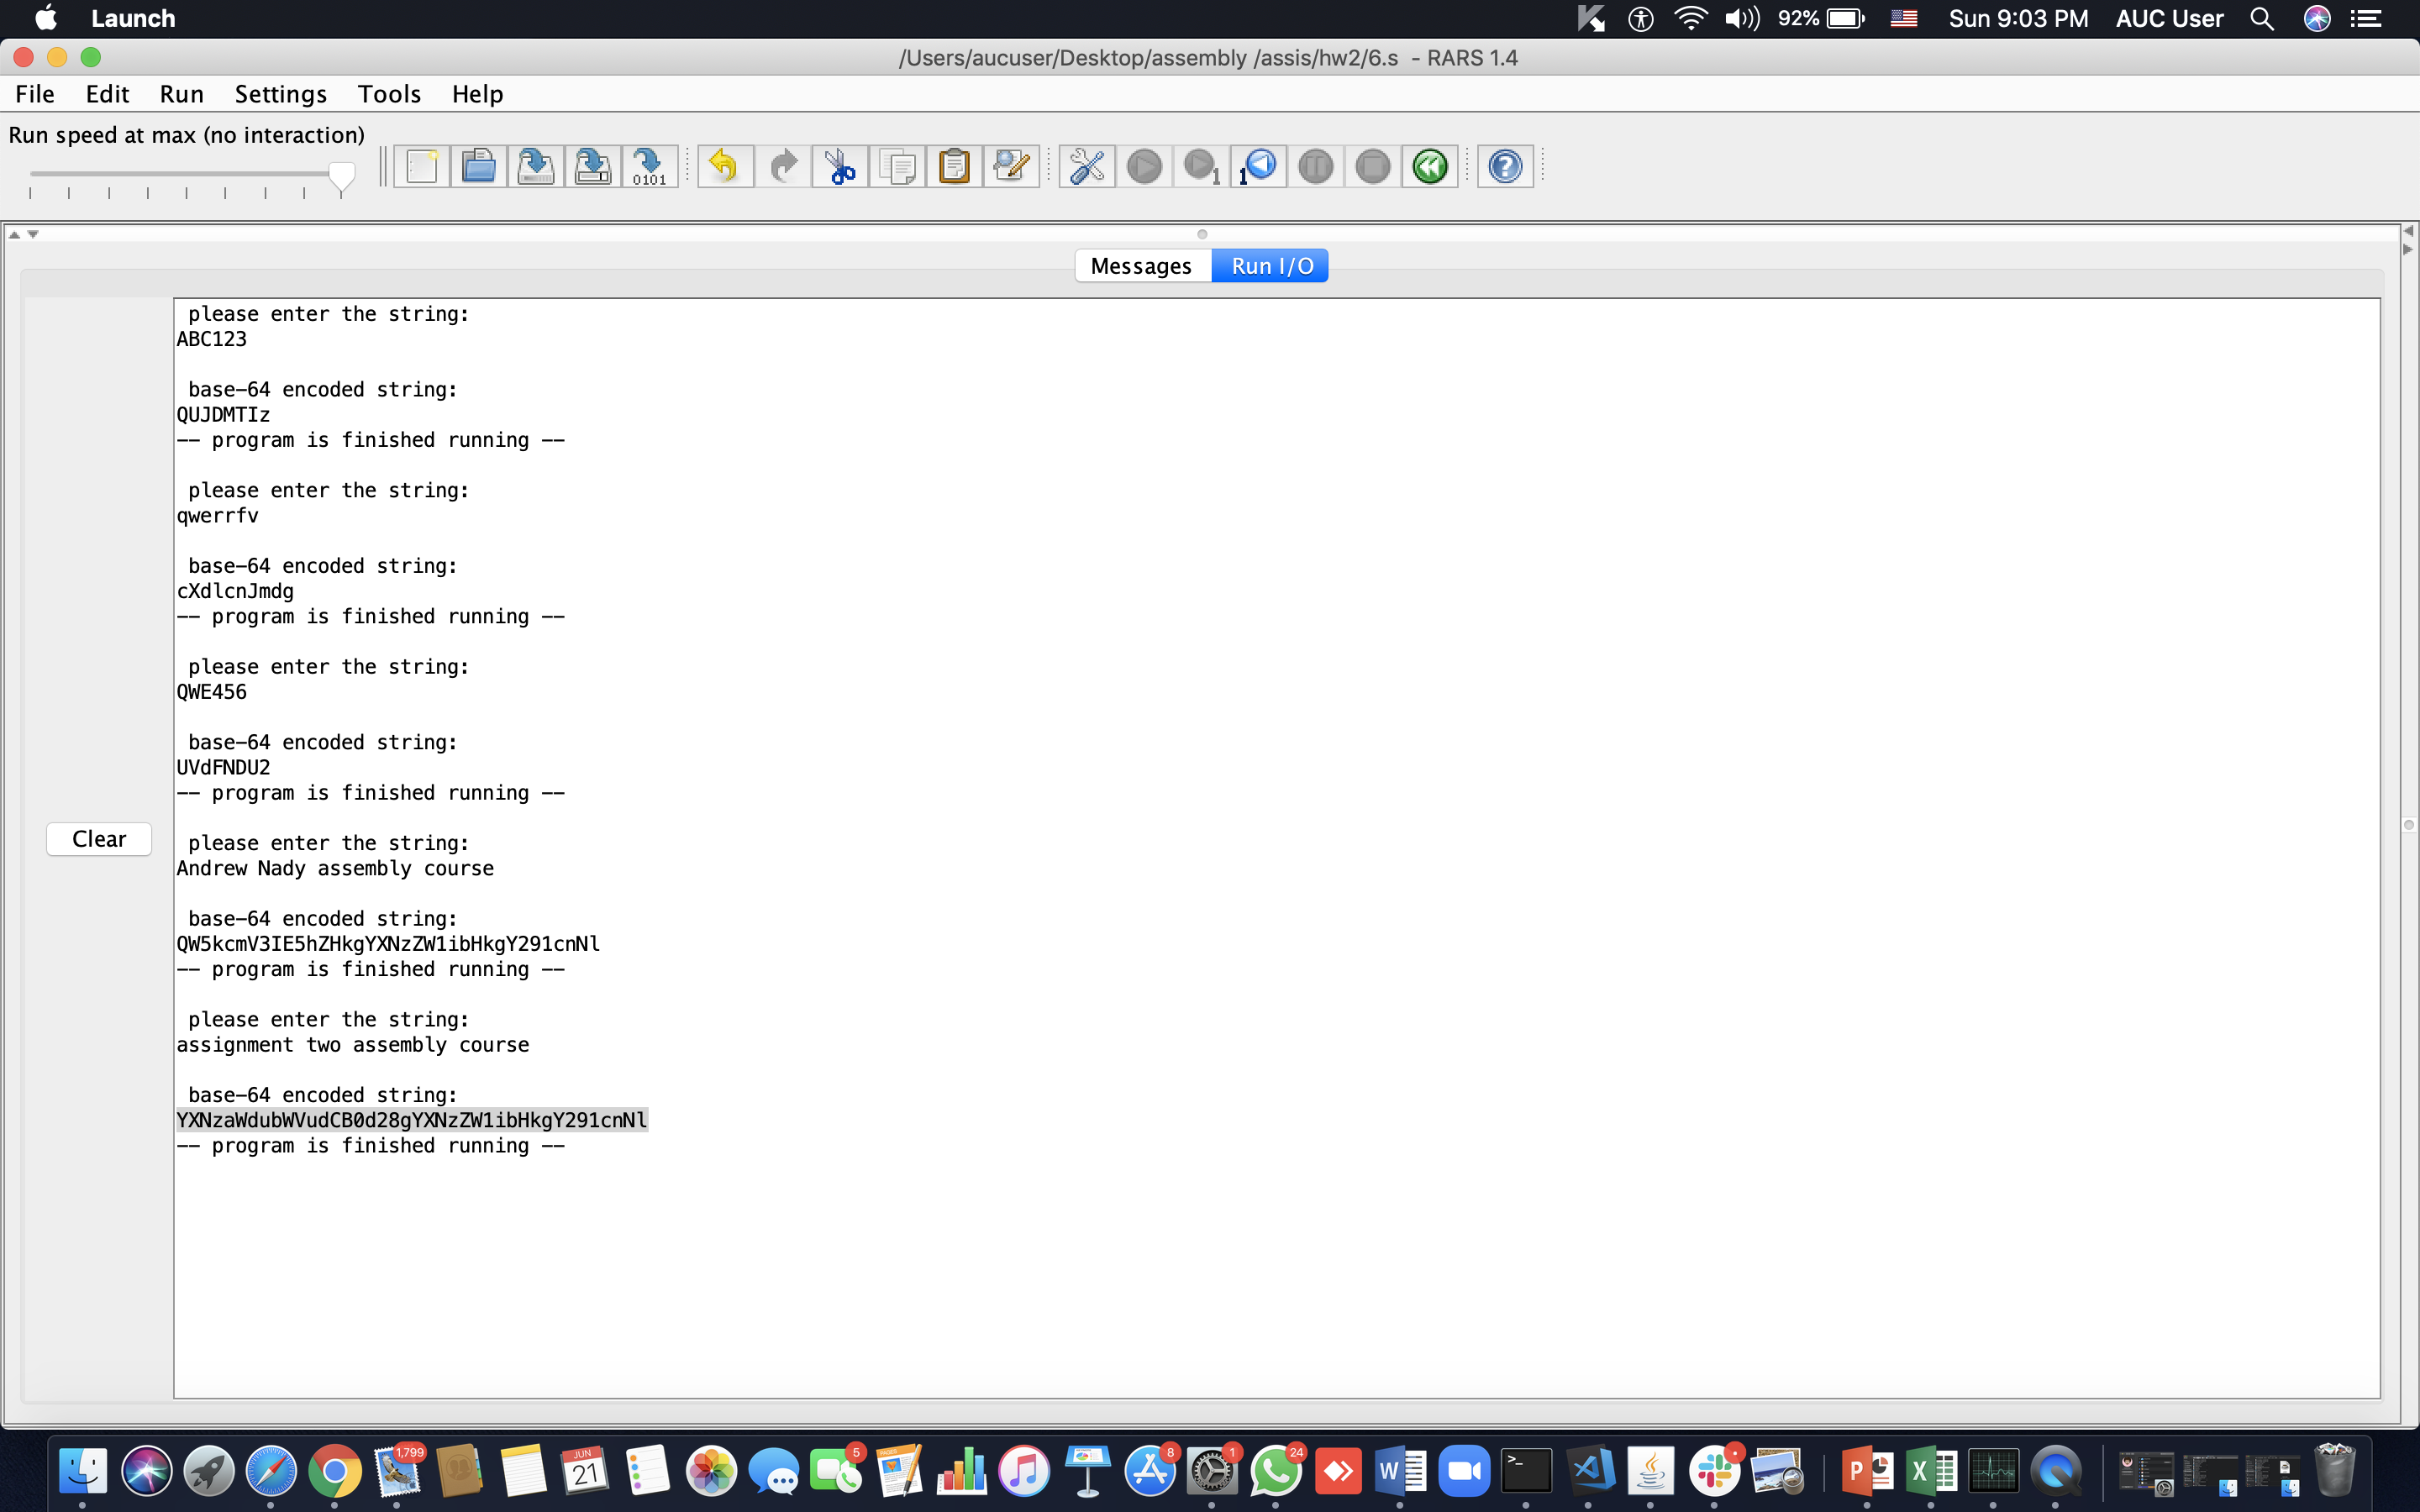 Launch
92%
Sun 9:03 PM AUC User
/Users/aucuser/Desktop/assembly /assis/hw2/6.s - RARS 1.4
File Edit Run Settings Tools Help
Run speed at max (no interaction)
0101
1
1
Messages Run I/O
please enter the string:
ABC123
base-64 encoded string:
QUJDMTIz
-- program is finished running --
please enter the string:
qwerrfv
base-64 encoded string:
cXdlcnJmdg
-- program is finished running --
please enter the string:
QWE456
base-64 encoded string:
UVdFNDU2
-- program is finished running --
please enter the string:
Andrew Nady assembly course
base-64 encoded string:
QW5kcmV3IE5hZHkgYXNzZW1ibHkgY291cnNl
-- program is finished running --
please enter the string:
assignment two assembly course
base-64 encoded string:
YXNzaWdubWVudCB0d28gYXNzZW1ibHkgY291cnNl
-- program is finished running --
Clear
1,799
JUN
21
5
PAGES
8
1
24
W
>_
P
X